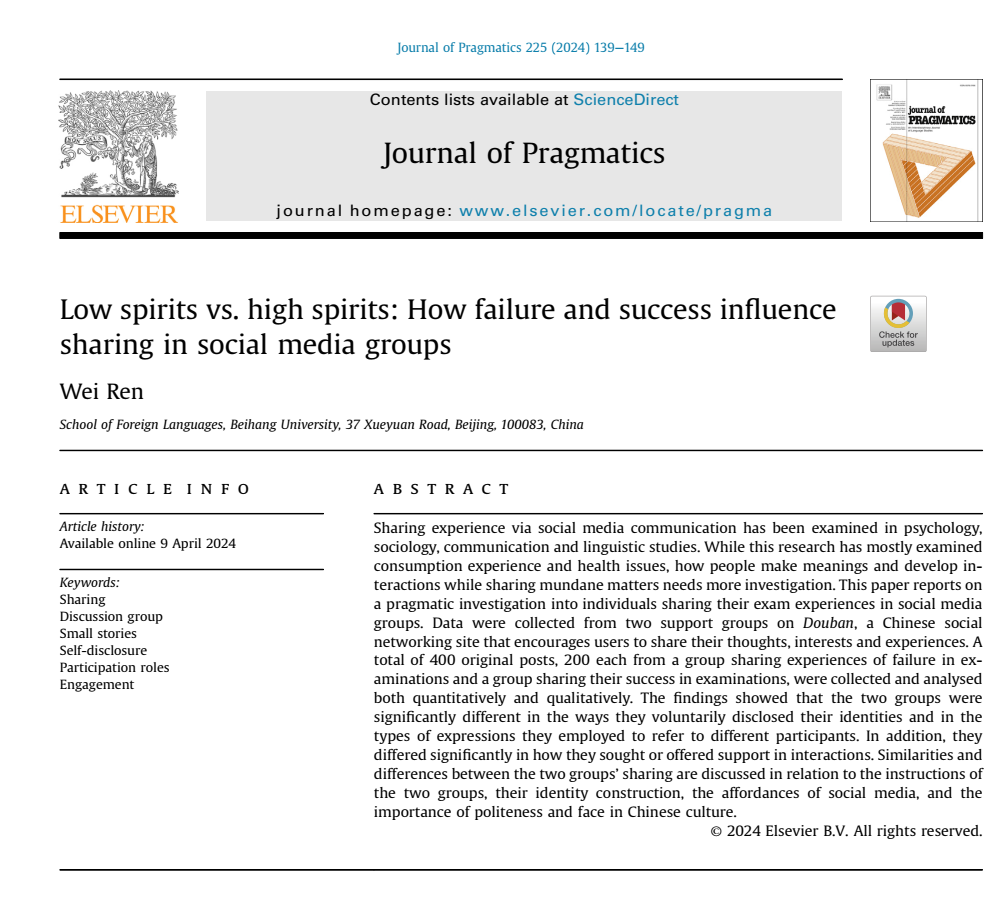 Journal of Pragmatics 225 (2024) 139–149
Contents lists available at ScienceDirect
Journal of Pragmatics
journal homepage: www.elsevier.com/locate/pragma
ELSEVIER
journal of
PRAGMATICS
Low spirits vs. high spirits: How failure and success influence
sharing in social media groups
Check for
updates
Wei Ren
School of Foreign Languages, Beihang University, 37 Xueyuan Road, Beijing, 100083, China
ARTICLE INFO
Article history:
Available online 9 April 2024
Keywords:
Sharing
Discussion group
Small stories
Self-disclosure
Participation roles
Engagement
ABSTRACT
Sharing experience via social media communication has been examined in psychology,
sociology, communication and linguistic studies. While this research has mostly examined
consumption experience and health issues, how people make meanings and develop in-
teractions while sharing mundane matters needs more investigation. This paper reports on
a pragmatic investigation into individuals sharing their exam experiences in social media
groups. Data were collected from two support groups on Douban, a Chinese social
networking site that encourages users to share their thoughts, interests and experiences. A
total of 400 original posts, 200 each from a group sharing experiences of failure in ex-
aminations and a group sharing their success in examinations, were collected and analysed
both quantitatively and qualitatively. The findings showed that the two groups were
significantly different in the ways they voluntarily disclosed their identities and in the
types of expressions they employed to refer to different participants. In addition, they
differed significantly in how they sought or offered support in interactions. Similarities and
differences between the two groups' sharing are discussed in relation to the instructions of
the two groups, their identity construction, the affordances of social media, and the
importance of politeness and face in Chinese culture.
© 2024 Elsevier B.V. All rights reserved.